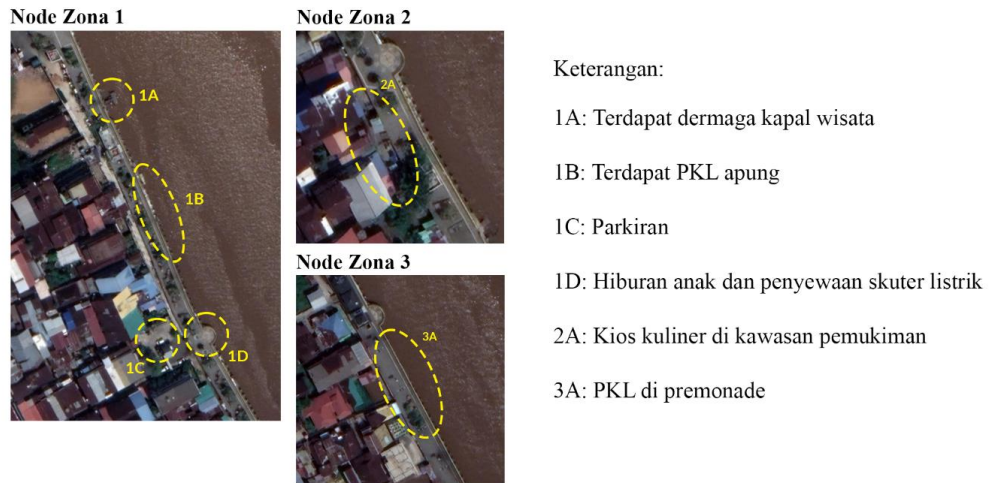 Node Zona 1
1A
1B
1C
1D
Node Zona 2
2A
Node Zona 3
3A
Keterangan:
1A: Terdapat dermaga kapal wisata
1B: Terdapat PKL apung
1C: Parkiran
1D: Hiburan anak dan penyewaan skuter listrik
2A: Kios kuliner di kawasan pemukiman
3A: PKL di premonade